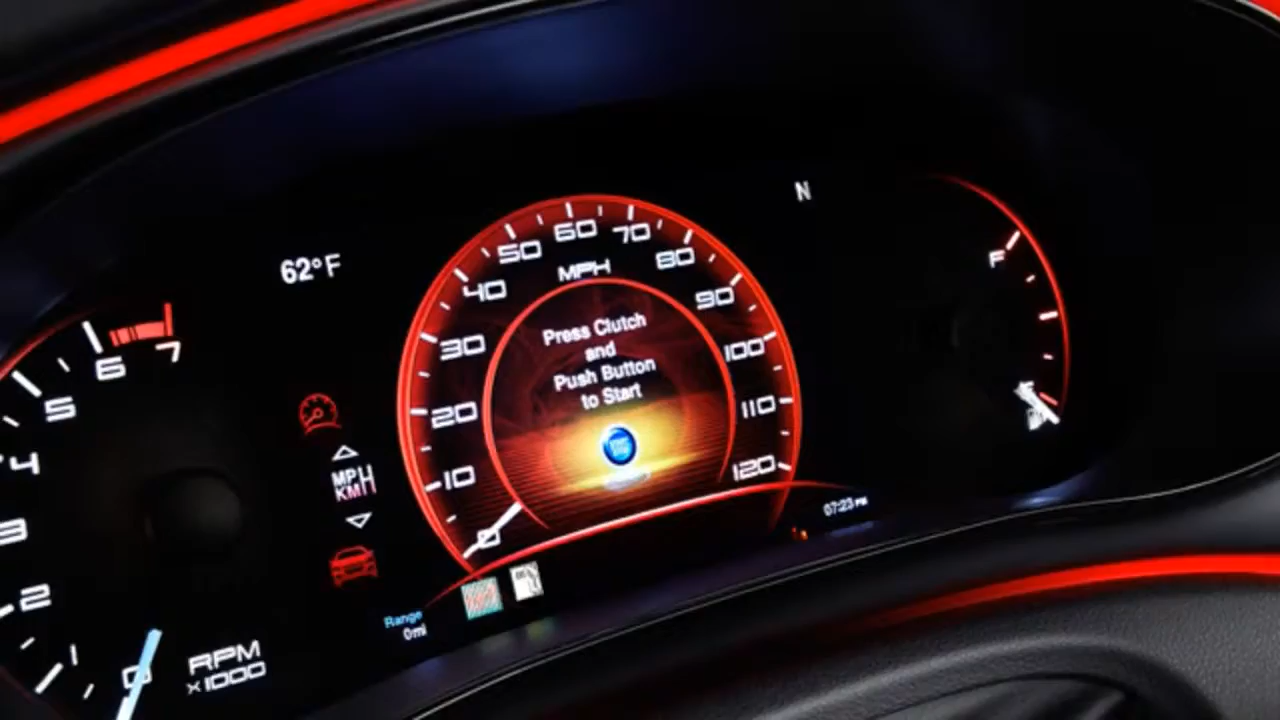 N
62°F
50 60 70
40 MPH 80
30 90
20 100
10 110
0 120
Press Clutch
and
Push Button
to Start
F
E
7
6
5
4
3
2
0
RPM
x1000
MPH
KM/H
07:23 PM
Range
0mi